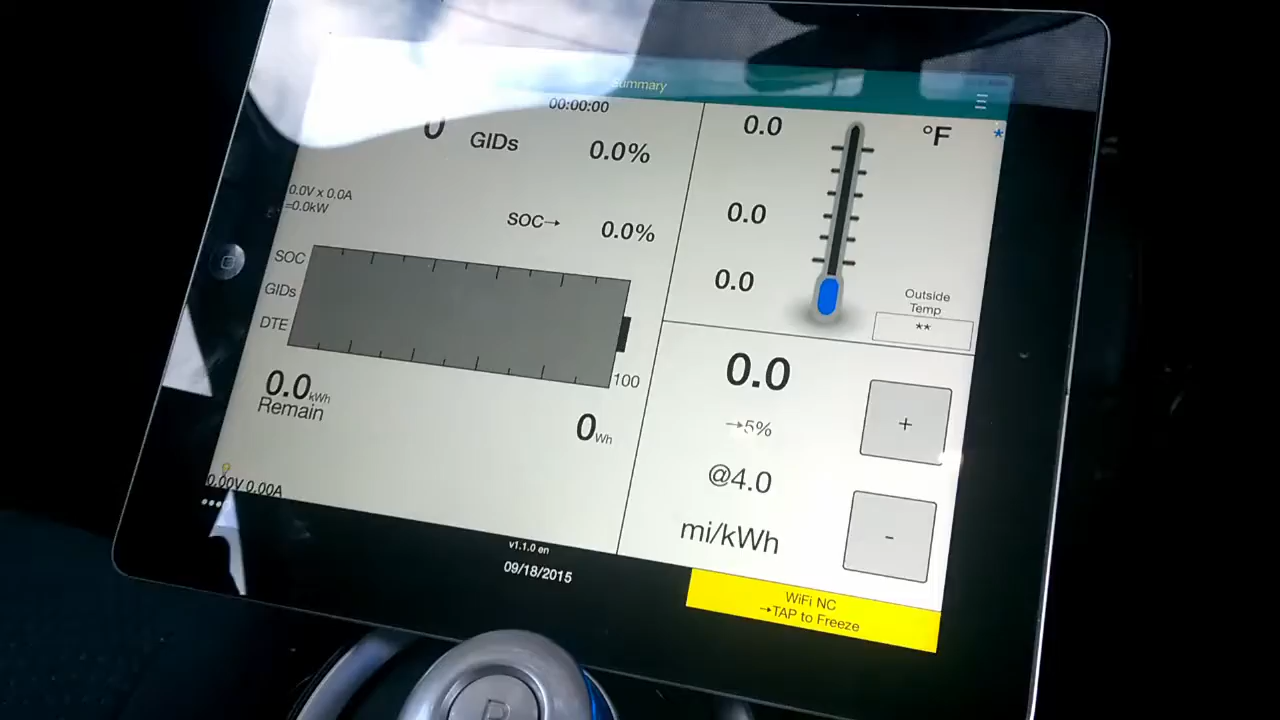 Summary
00:00:00
0 GIDs 0.0%
0.0V x 0.0A
=0.0kW
SOC→ 0.0%
SOC
GIDs
DTE
100
0.0kWh
Remain
0Wh
0.00V 0.00A
0.0
°F
*
0.0
0.0
Outside
Temp
**
0.0
→5%
@4.0
mi/kWh
+
-
v1.1.0 en
09/18/2015
WiFi NC
→TAP to Freeze
P